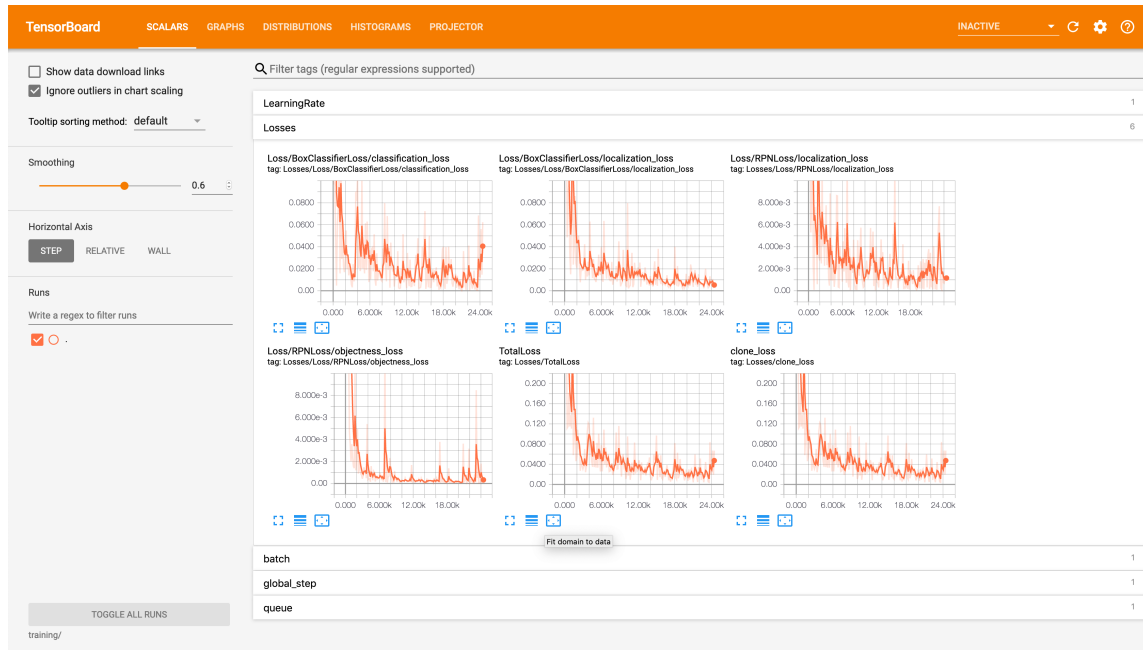 TensorBoard SCALARS GRAPHS DISTRIBUTIONS HISTOGRAMS PROJECTOR INACTIVE
Show data download links
Ignore outliers in chart scaling
Tooltip sorting method: default
Smoothing
0.6
Horizontal Axis
STEP RELATIVE WALL
Runs
Write a regex to filter runs
.
TOGGLE ALL RUNS
training/
Filter tags (regular expressions supported)
LearningRate 1
Losses 6
Loss/BoxClassifierLoss/classification_loss
tag: Losses/Loss/BoxClassifierLoss/classification_loss
0.0800
0.0600
0.0400
0.0200
0.00
0.000 6.000k 12.00k 18.00k 24.00k
Loss/BoxClassifierLoss/localization_loss
tag: Losses/Loss/BoxClassifierLoss/localization_loss
0.0800
0.0600
0.0400
0.0200
0.00
0.000 6.000k 12.00k 18.00k 24.00k
Loss/RPNLoss/localization_loss
tag: Losses/Loss/RPNLoss/localization_loss
8.000e-3
6.000e-3
4.000e-3
2.000e-3
0.00
0.000 6.000k 12.00k 18.00k
Loss/RPNLoss/objectness_loss
tag: Losses/Loss/RPNLoss/objectness_loss
8.000e-3
6.000e-3
4.000e-3
2.000e-3
0.00
0.000 6.000k 12.00k 18.00k
TotalLoss
tag: Losses/TotalLoss
0.200
0.160
0.120
0.0800
0.0400
0.00
0.000 6.000k 12.00k 18.00k 24.00k
clone_loss
tag: Losses/clone_loss
0.200
0.160
0.120
0.0800
0.0400
0.00
0.000 6.000k 12.00k 18.00k 24.00k
Fit domain to data
batch 1
global_step 1
queue 1